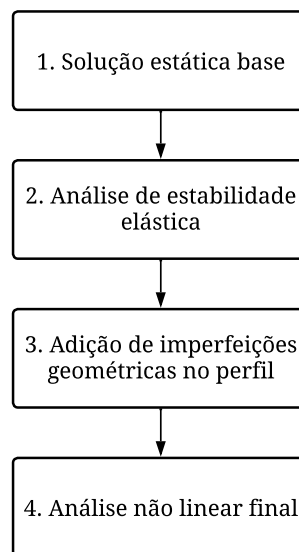 1. Solução estática base
2. Análise de estabilidade
elástica
3. Adição de imperfeições
geométricas no perfil
4. Análise não linear final